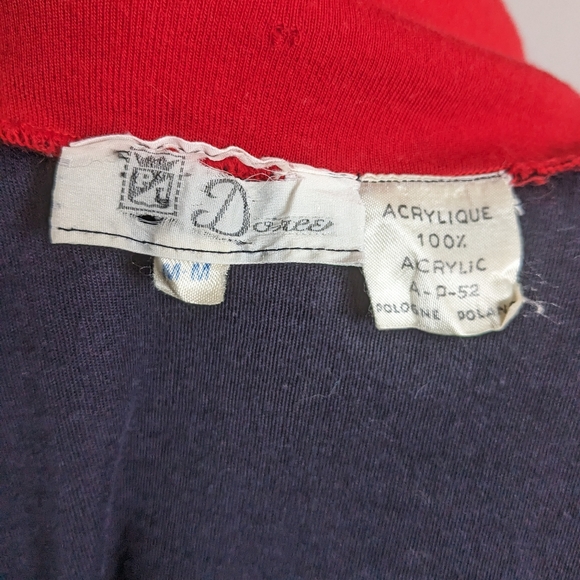 Doree
M-M
ACRYLIQUE
100%
ACRYLIC
A-P-52
POLOGNE POLAND